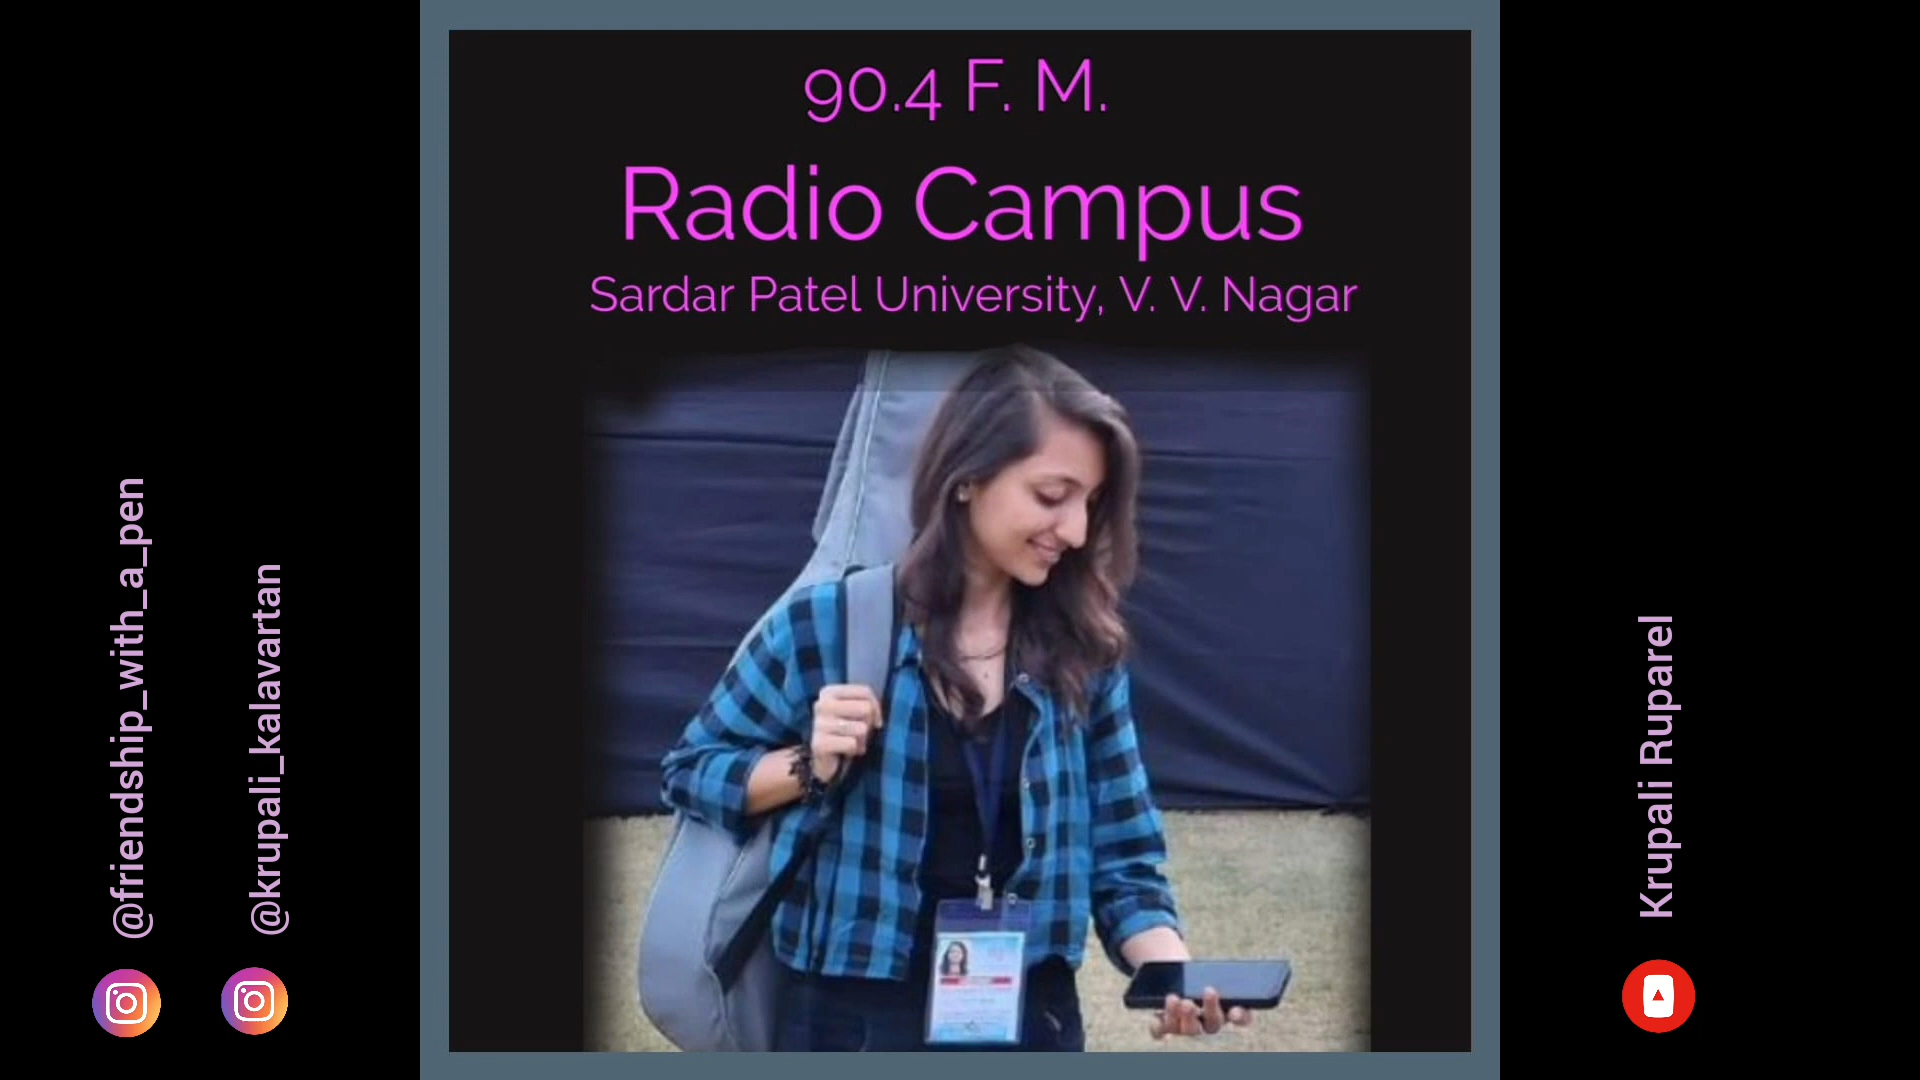 90.4 F. M.
Radio Campus
Sardar Patel University, V. V. Nagar
@friendship_with_a_pen
@krupali_kalavartan
Krupali Ruparel